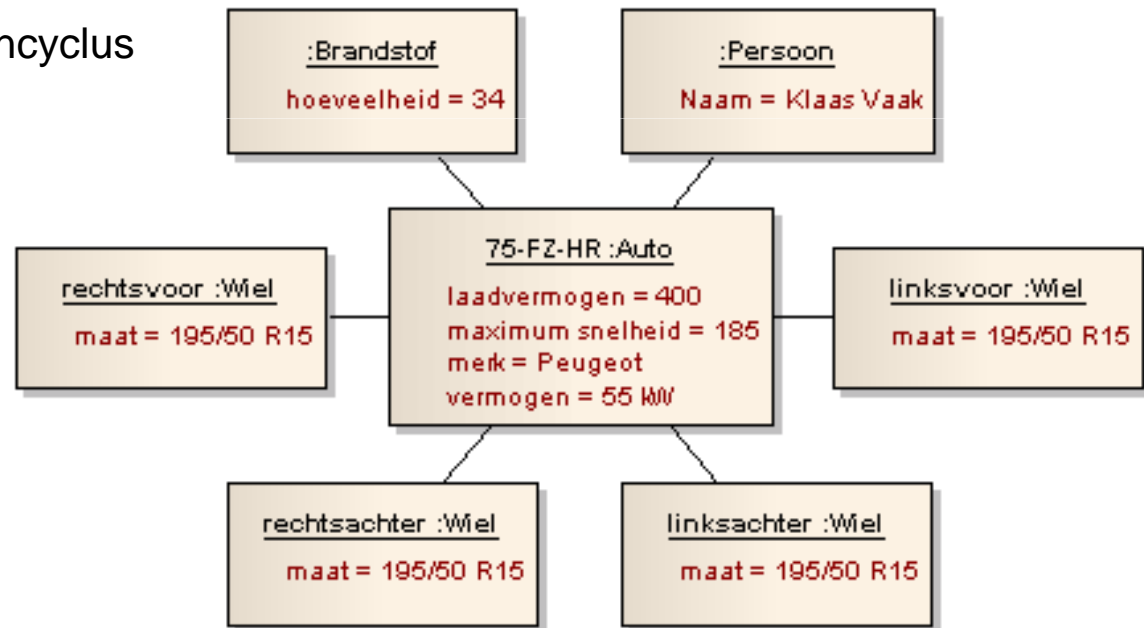 ncyclus
:Brandstof
hoeveelheid = 34
:Persoon
Naam = Klaas Vaak
75-FZ-HR :Auto
laadvermogen = 400
maximum snelheid = 185
merk = Peugeot
vermogen = 55 kW
rechtsvoor :Wiel
maat = 195/50 R15
linksvoor :Wiel
maat = 195/50 R15
rechtsachter :Wiel
maat = 195/50 R15
linksachter :Wiel
maat = 195/50 R15